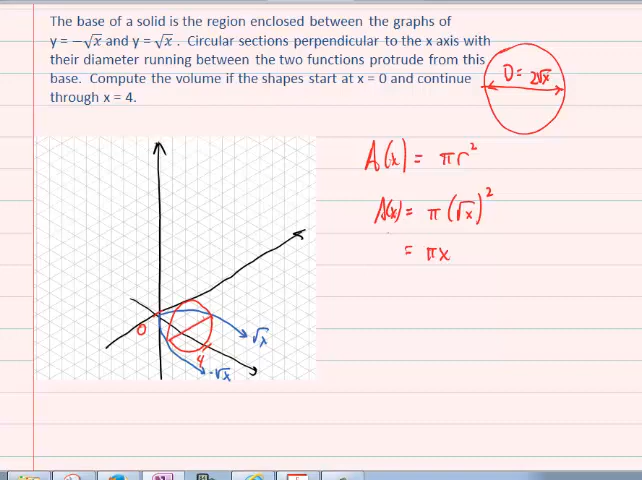 The base of a solid is the region enclosed between the graphs of
y = −√x and y = √x . Circular sections perpendicular to the x axis with
their diameter running between the two functions protrude from this
base. Compute the volume if the shapes start at x = 0 and continue
through x = 4.
D = 2√x
A(x) = πr²
A(x) = π(√x)²
= πx
0
√x
4
-√x